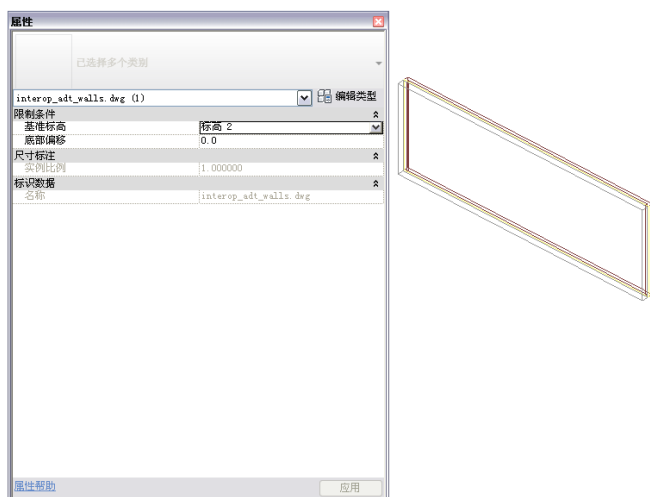 属性
已选择多个类别
interop_adt_walls.dwg (1)
编辑类型
限制条件
基准标高 标高 2
底部偏移 0.0
尺寸标注
实例比例 1.000000
标识数据
名称 interop_adt_walls.dwg
属性帮助
应用